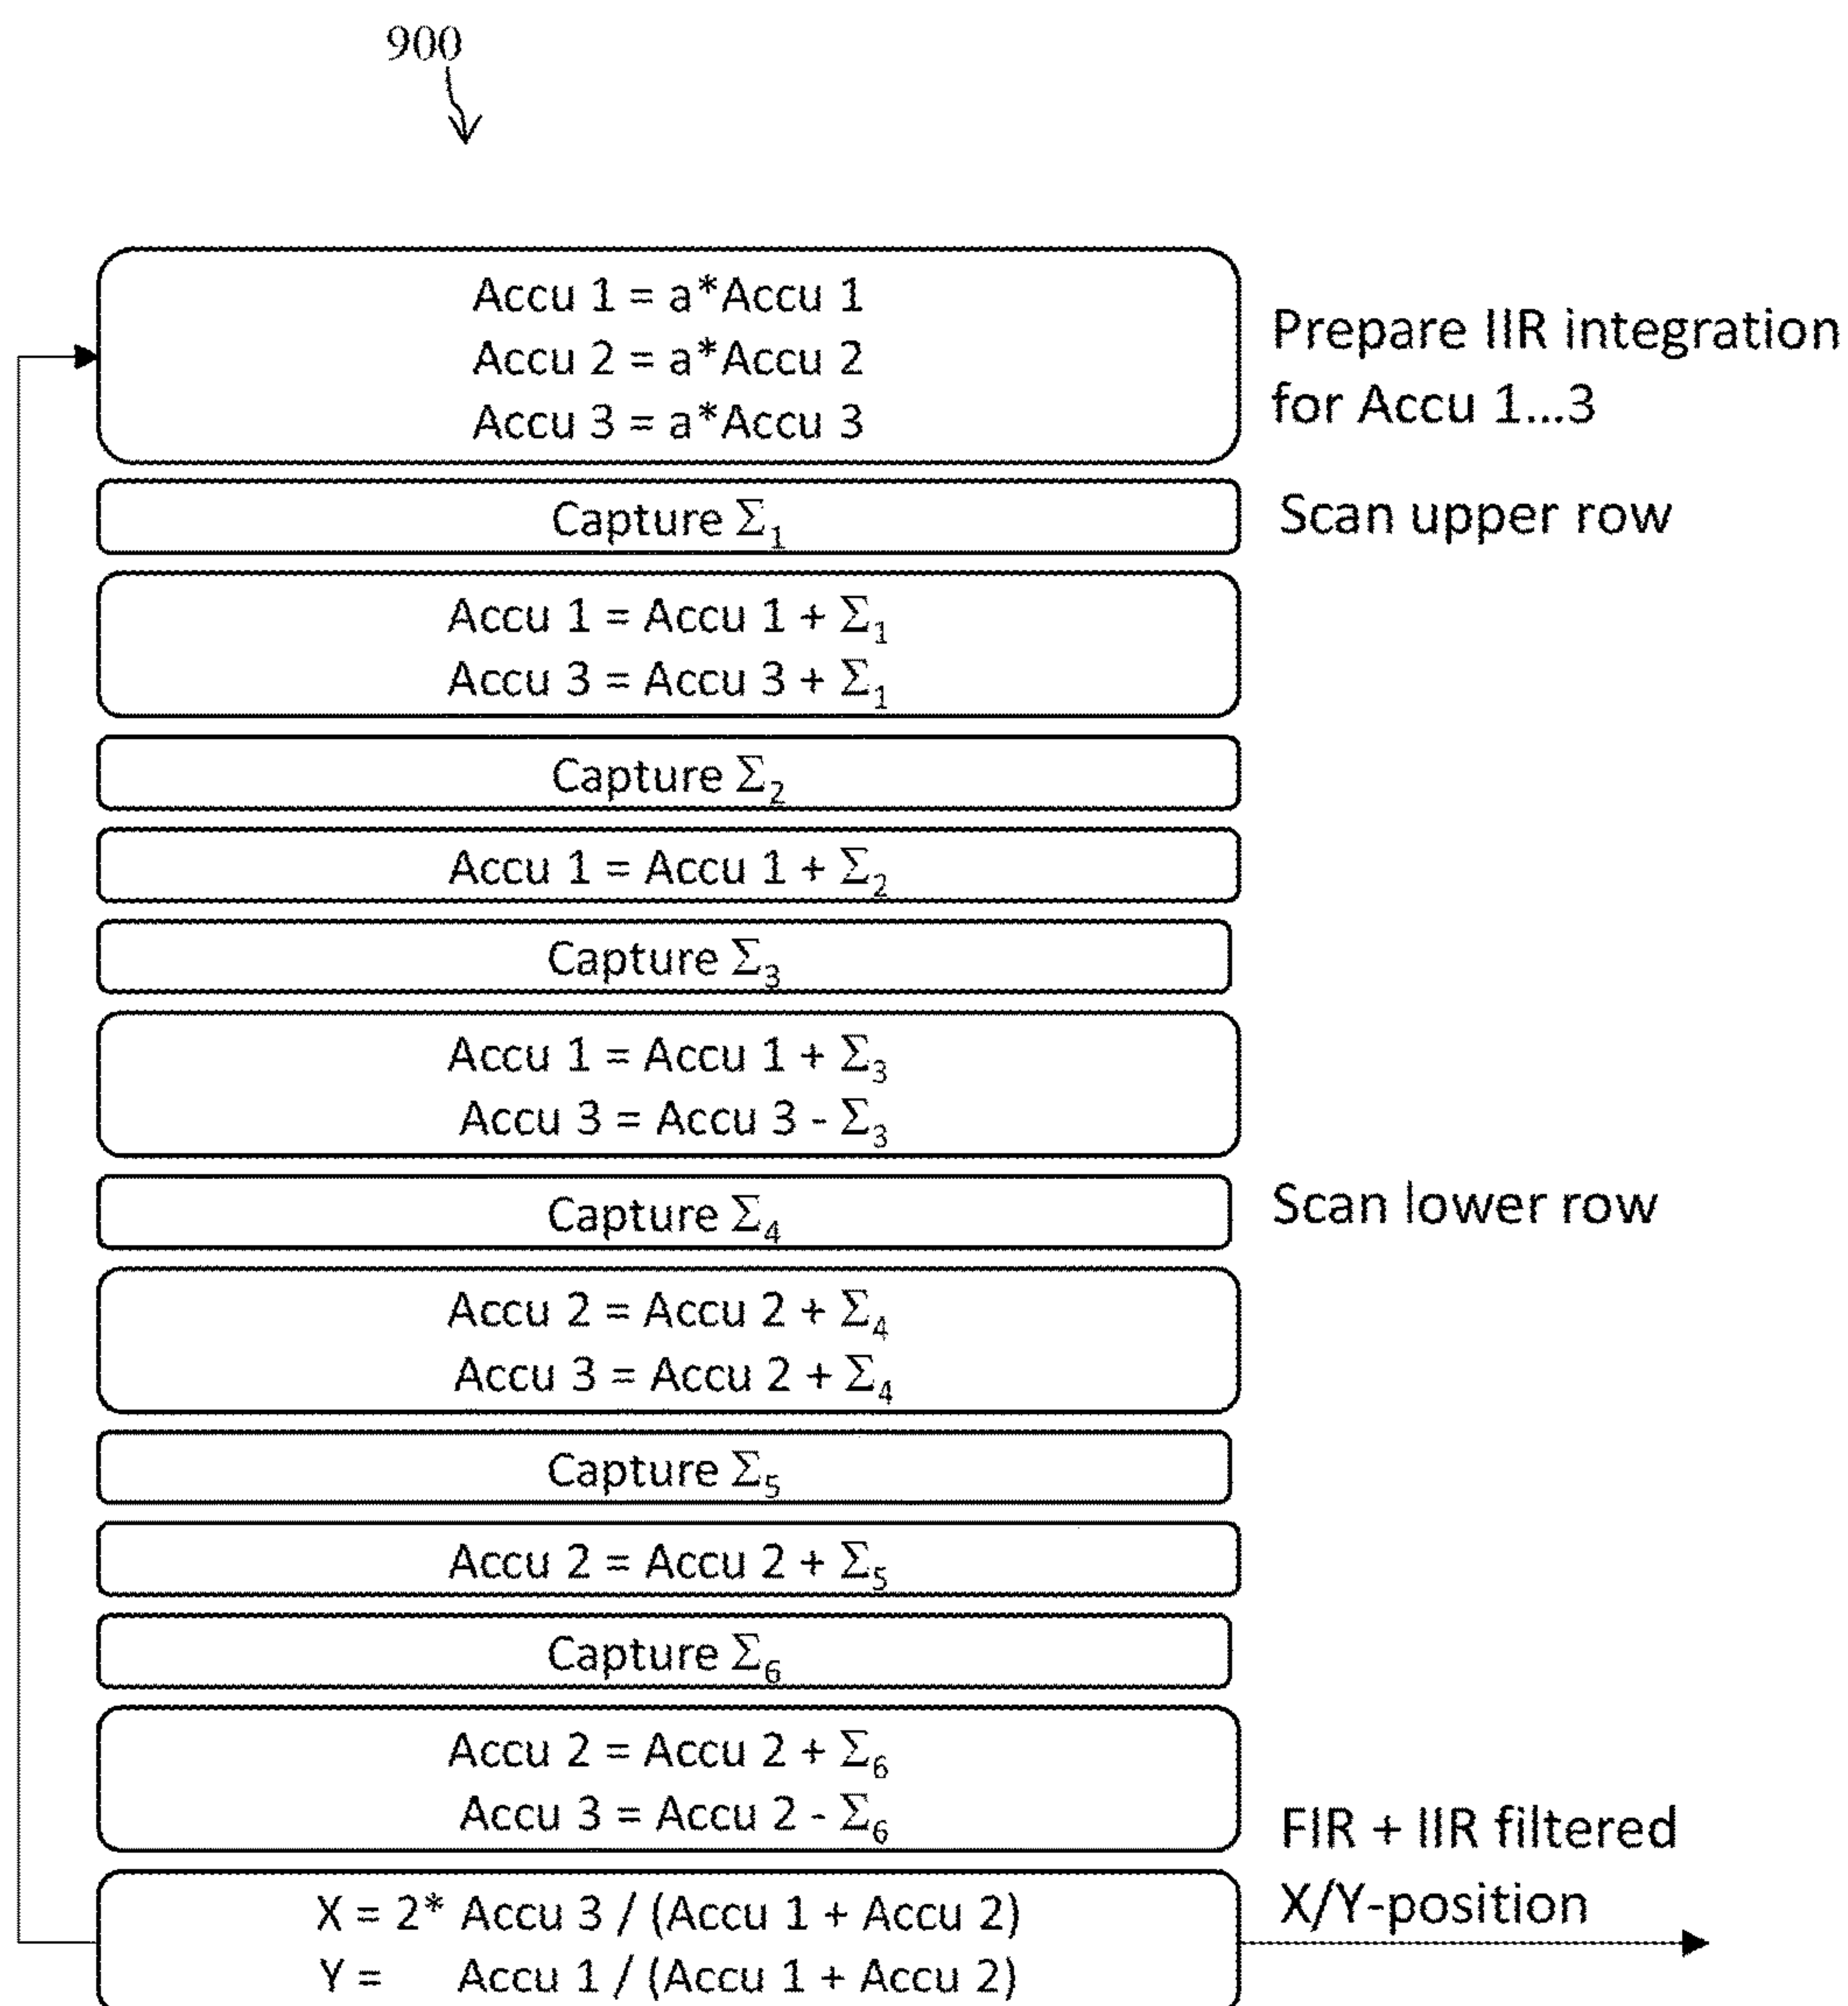 900
Accu 1 = a*Accu 1
Accu 2 = a*Accu 2
Accu 3 = a*Accu 3
Prepare IIR integration
for Accu 1...3
Capture Σ₁
Scan upper row
Accu 1 = Accu 1 + Σ₁
Accu 3 = Accu 3 + Σ₁
Capture Σ₂
Accu 1 = Accu 1 + Σ₂
Capture Σ₃
Accu 1 = Accu 1 + Σ₃
Accu 3 = Accu 3 - Σ₃
Capture Σ₄
Scan lower row
Accu 2 = Accu 2 + Σ₄
Accu 3 = Accu 2 + Σ₄
Capture Σ₅
Accu 2 = Accu 2 + Σ₅
Capture Σ₆
Accu 2 = Accu 2 + Σ₆
Accu 3 = Accu 2 - Σ₆
FIR + IIR filtered
X/Y-position
X = 2* Accu 3 / (Accu 1 + Accu 2)
Y = Accu 1 / (Accu 1 + Accu 2)